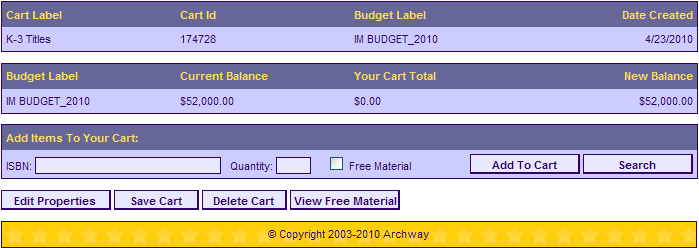 Cart Label Cart Id Budget Label Date Created
K-3 Titles 174728 IM BUDGET_2010 4/23/2010
Budget Label Current Balance Your Cart Total New Balance
IM BUDGET_2010 $52,000.00 $0.00 $52,000.00
Add Items To Your Cart:
ISBN: Quantity: Free Material Add To Cart Search
Edit Properties Save Cart Delete Cart View Free Material
© Copyright 2003-2010 Archway